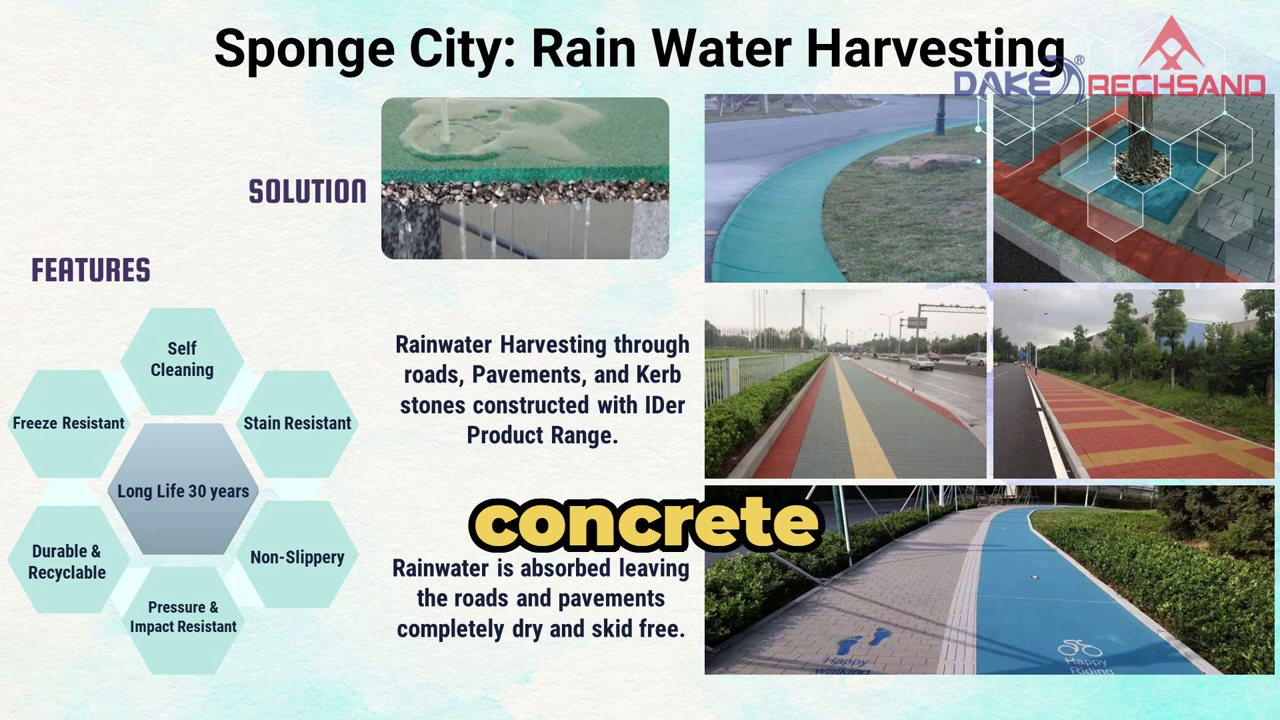 Sponge City: Rain Water Harvesting
DAKE®
RECHSAND
SOLUTION
FEATURES
Self
Cleaning
Freeze Resistant
Stain Resistant
Long Life 30 years
Durable &
Recyclable
Non-Slippery
Pressure &
Impact Resistant
Rainwater Harvesting through
roads, Pavements, and Kerb
stones constructed with IDer
Product Range.
concrete
Rainwater is absorbed leaving
the roads and pavements
completely dry and skid free.
Happy
walking
Happy
Riding